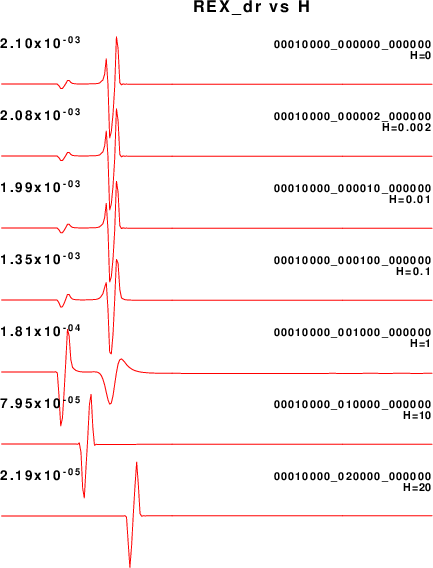 REX_dr vs H
2.10x10-03 00010000_000000_000000
H=0
2.08x10-03 00010000_000002_000000
H=0.002
1.99x10-03 00010000_000010_000000
H=0.01
1.35x10-03 00010000_000100_000000
H=0.1
1.81x10-04 00010000_001000_000000
H=1
7.95x10-05 00010000_010000_000000
H=10
2.19x10-05 00010000_020000_000000
H=20